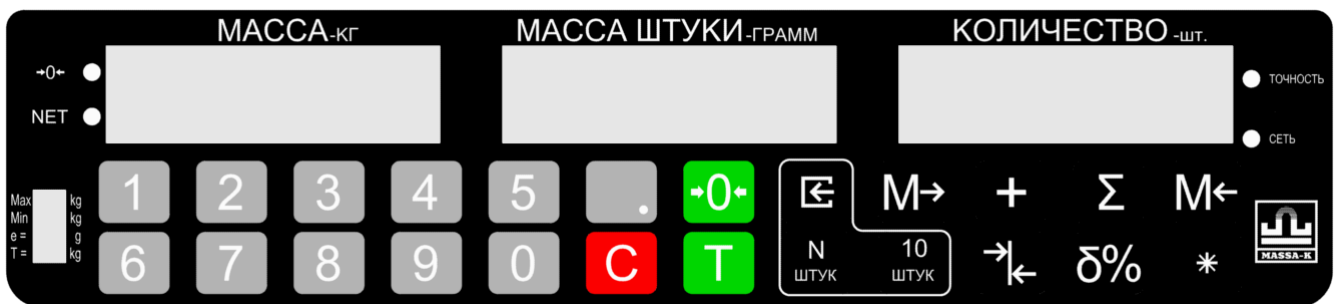 МАССА-КГ
МАССА ШТУКИ-ГРАММ
КОЛИЧЕСТВО-шт.
→0←
NET
ТОЧНОСТЬ
СЕТЬ
Max kg
Min kg
e = g
T = kg
1 2 3 4 5 . →0← M→ + Σ M←
6 7 8 9 0 C T
N
ШТУК
10
ШТУК
δ% *
MASSA-K